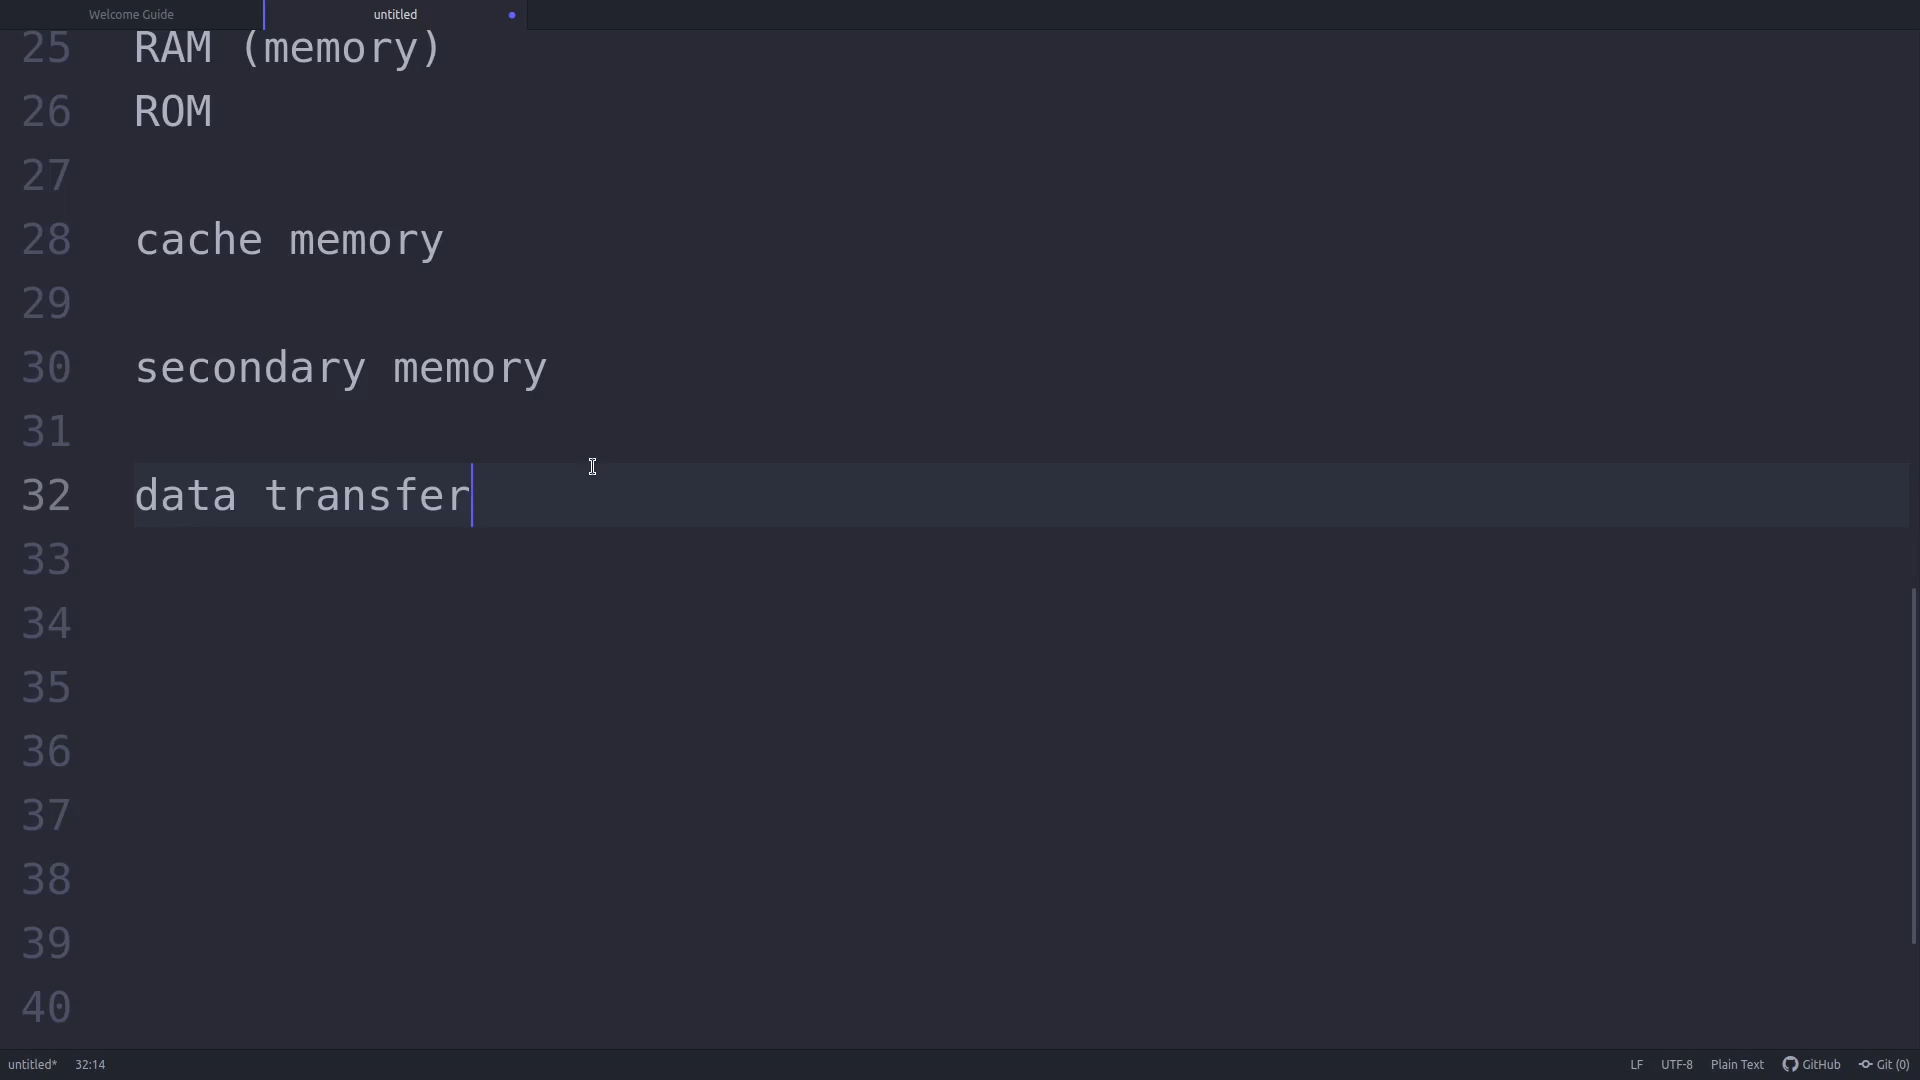 Welcome Guide untitled
25 RAM (memory)
26 ROM
27
28 cache memory
29
30 secondary memory
31
32 data transfer
33
34
35
36
37
38
39
40
untitled* 32:14 LF UTF-8 Plain Text GitHub Git (0)